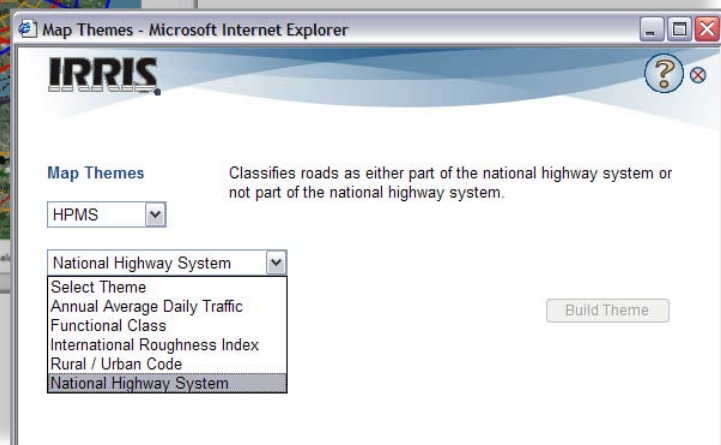 Map Themes - Microsoft Internet Explorer
IRRIS
?
Map Themes
Classifies roads as either part of the national highway system or
not part of the national highway system.
HPMS
National Highway System
Select Theme
Annual Average Daily Traffic
Functional Class
International Roughness Index
Rural / Urban Code
National Highway System
Build Theme